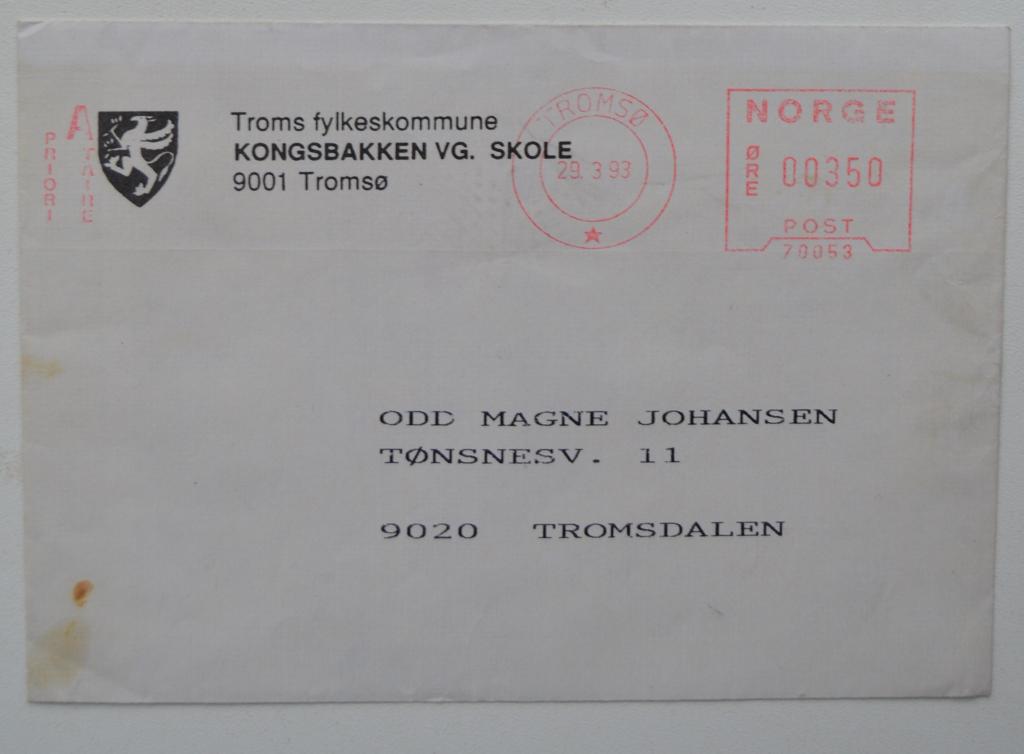 A
PRIORI
TAIRE
Troms fylkeskommune
KONGSBAKKEN VG. SKOLE
9001 Tromsø
TROMSØ
29. 3 93
NORGE
ØRE 00350
POST
70053
ODD MAGNE JOHANSEN
TØNSNESV. 11
9020 TROMSDALEN